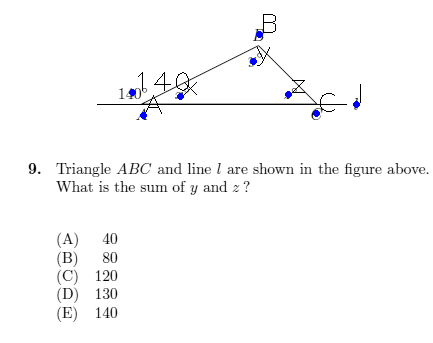 B
y
140 x
140°
z
A
C
l
9. Triangle ABC and line l are shown in the figure above.
What is the sum of y and z ?
(A) 40
(B) 80
(C) 120
(D) 130
(E) 140